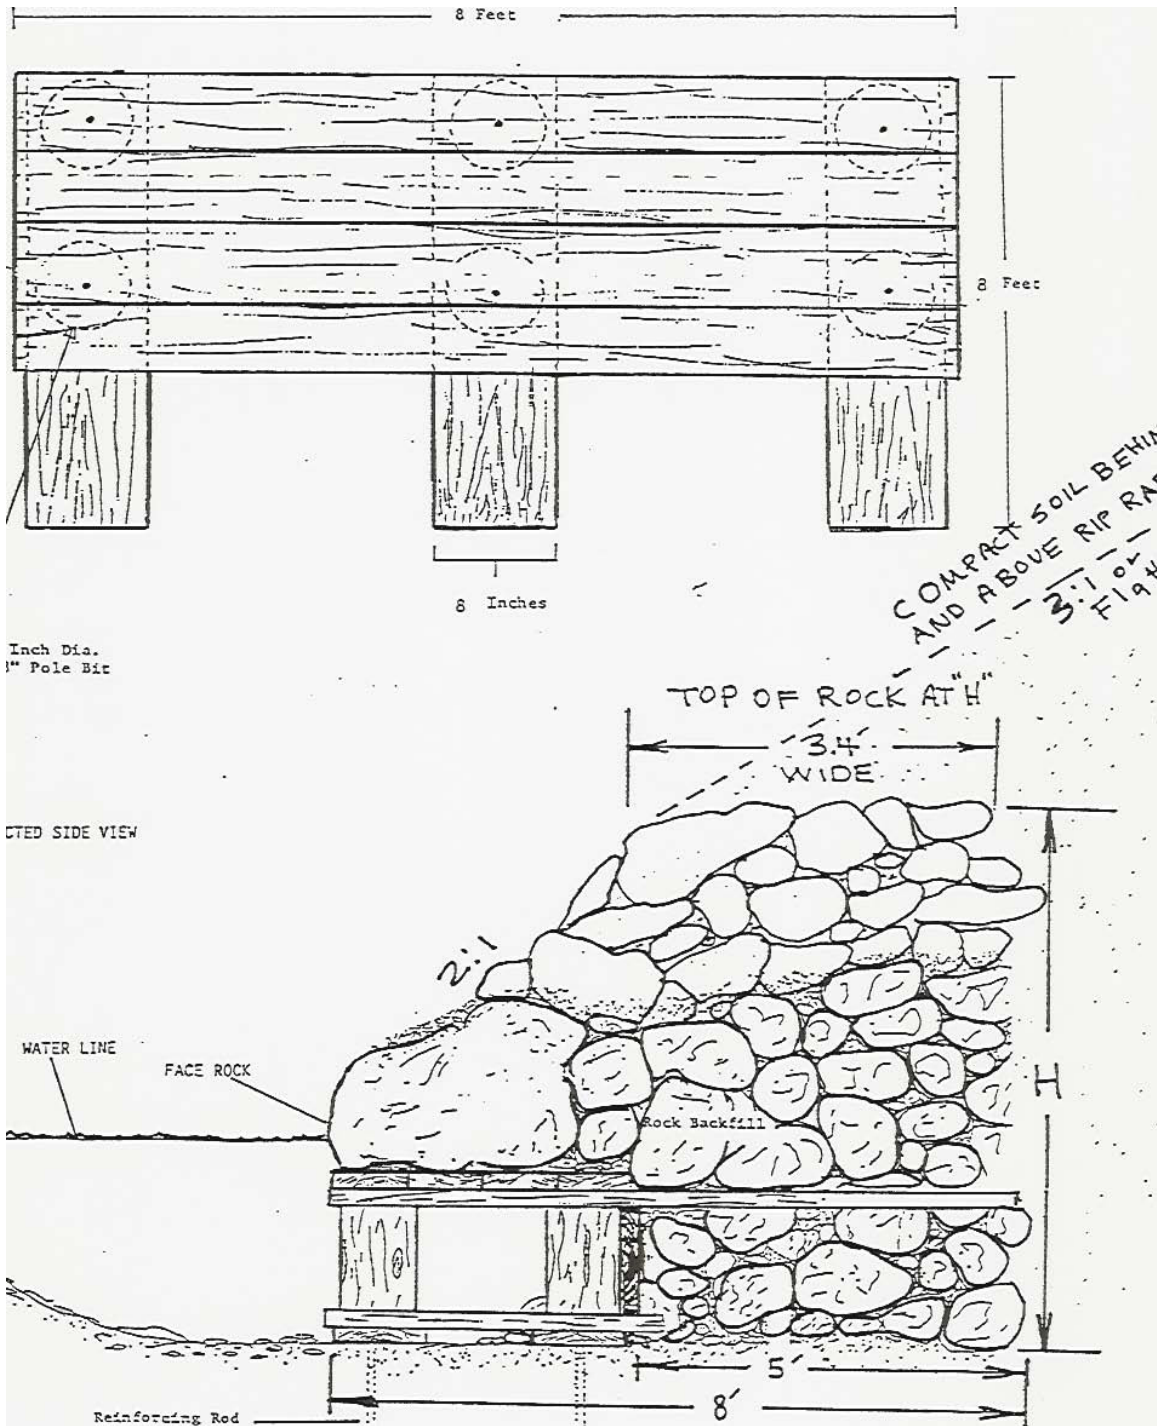 8 Feet
8 Feet
8 Inches
COMPACT SOIL BEHIN
AND ABOVE RIP RAP
3:1 or
Flatt
Inch Dia.
" Pole Bit
TOP OF ROCK AT "H"
3.4'
WIDE
CTED SIDE VIEW
2:1
WATER LINE
FACE ROCK
Rock Backfill
H
5'
8'
Reinforcing Rod